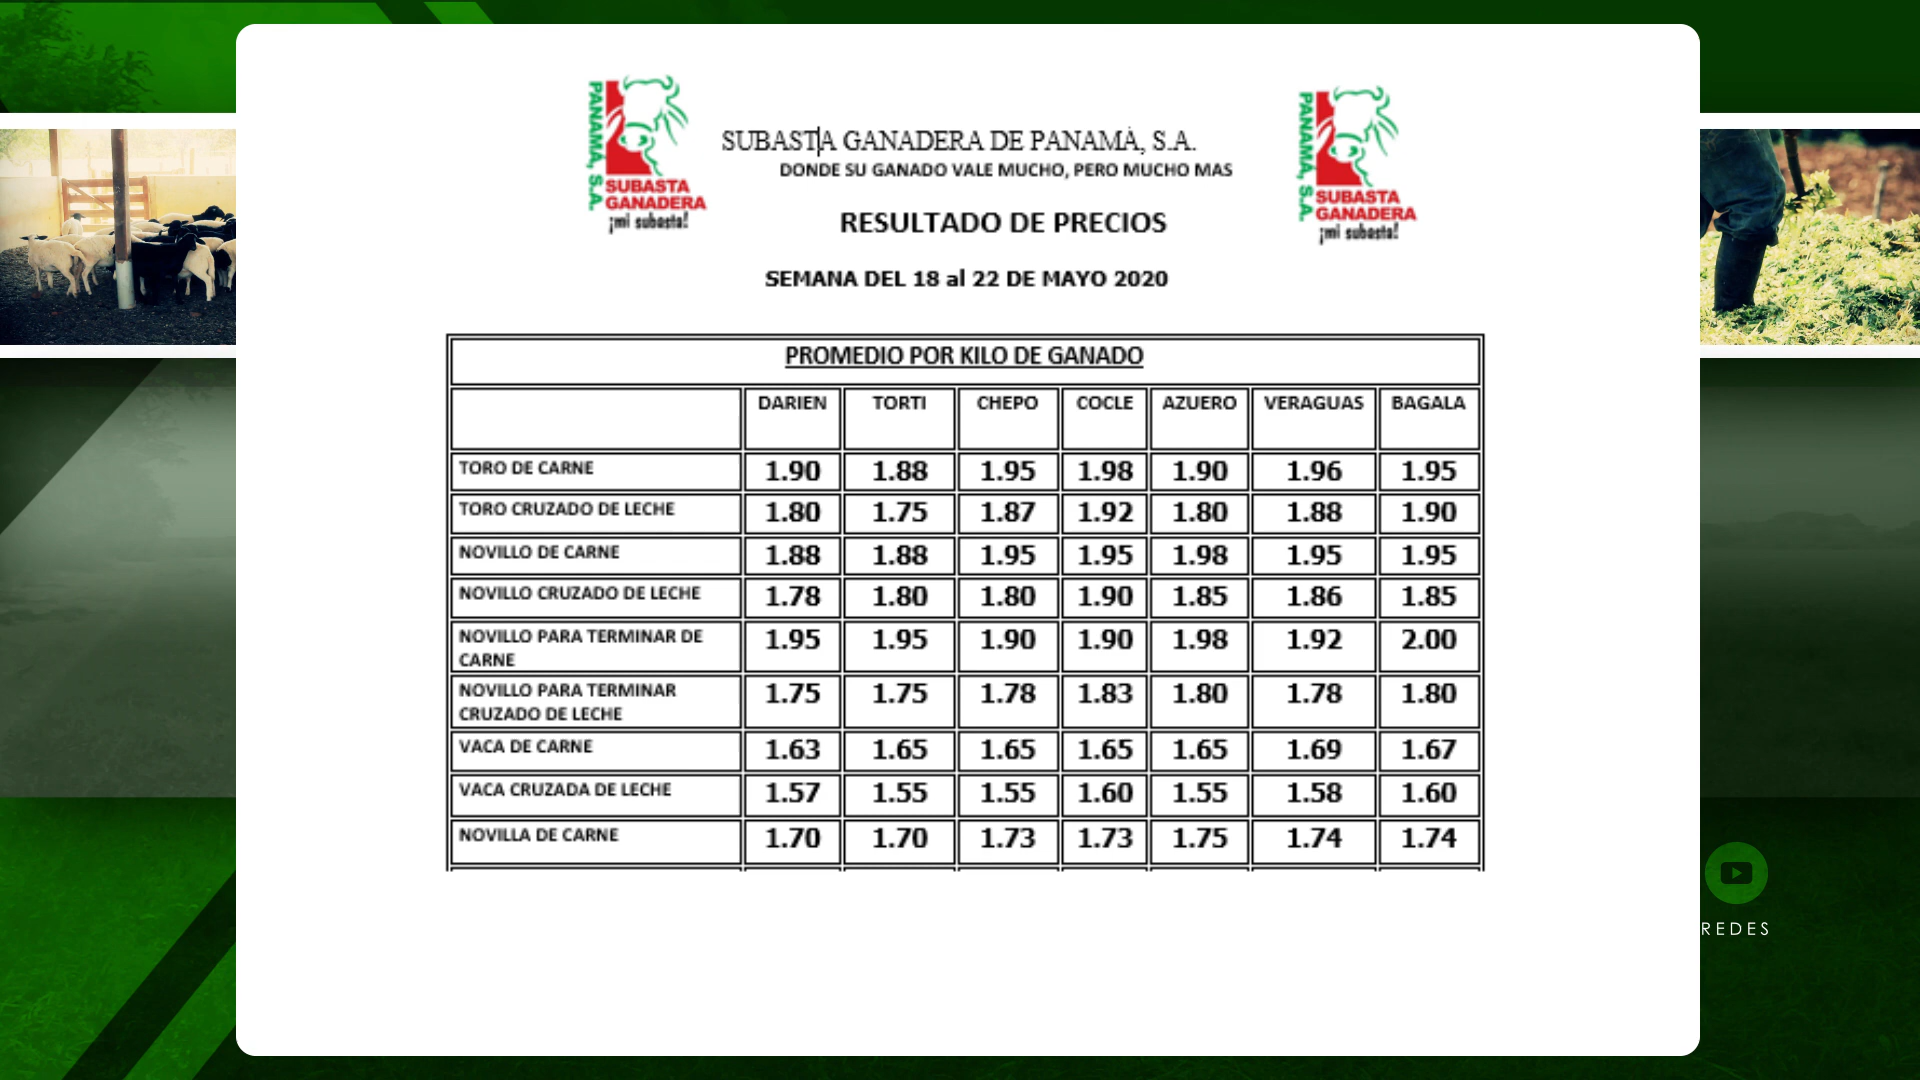 PANAMÁ, S.A.
SUBASTA
GANADERA
¡mi subasta!
SUBASTA GANADERA DE PANAMÀ, S.A.
DONDE SU GANADO VALE MUCHO, PERO MUCHO MAS
RESULTADO DE PRECIOS
PANAMÁ, S.A.
SUBASTA
GANADERA
¡mi subasta!
SEMANA DEL 18 al 22 DE MAYO 2020
PROMEDIO POR KILO DE GANADO
DARIEN TORTI CHEPO COCLE AZUERO VERAGUAS BAGALA
TORO DE CARNE 1.90 1.88 1.95 1.98 1.90 1.96 1.95
TORO CRUZADO DE LECHE 1.80 1.75 1.87 1.92 1.80 1.88 1.90
NOVILLO DE CARNE 1.88 1.88 1.95 1.95 1.98 1.95 1.95
NOVILLO CRUZADO DE LECHE 1.78 1.80 1.80 1.90 1.85 1.86 1.85
NOVILLO PARA TERMINAR DE 1.95 1.95 1.90 1.90 1.98 1.92 2.00
CARNE
NOVILLO PARA TERMINAR 1.75 1.75 1.78 1.83 1.80 1.78 1.80
CRUZADO DE LECHE
VACA DE CARNE 1.63 1.65 1.65 1.65 1.65 1.69 1.67
VACA CRUZADA DE LECHE 1.57 1.55 1.55 1.60 1.55 1.58 1.60
NOVILLA DE CARNE 1.70 1.70 1.73 1.73 1.75 1.74 1.74
REDES